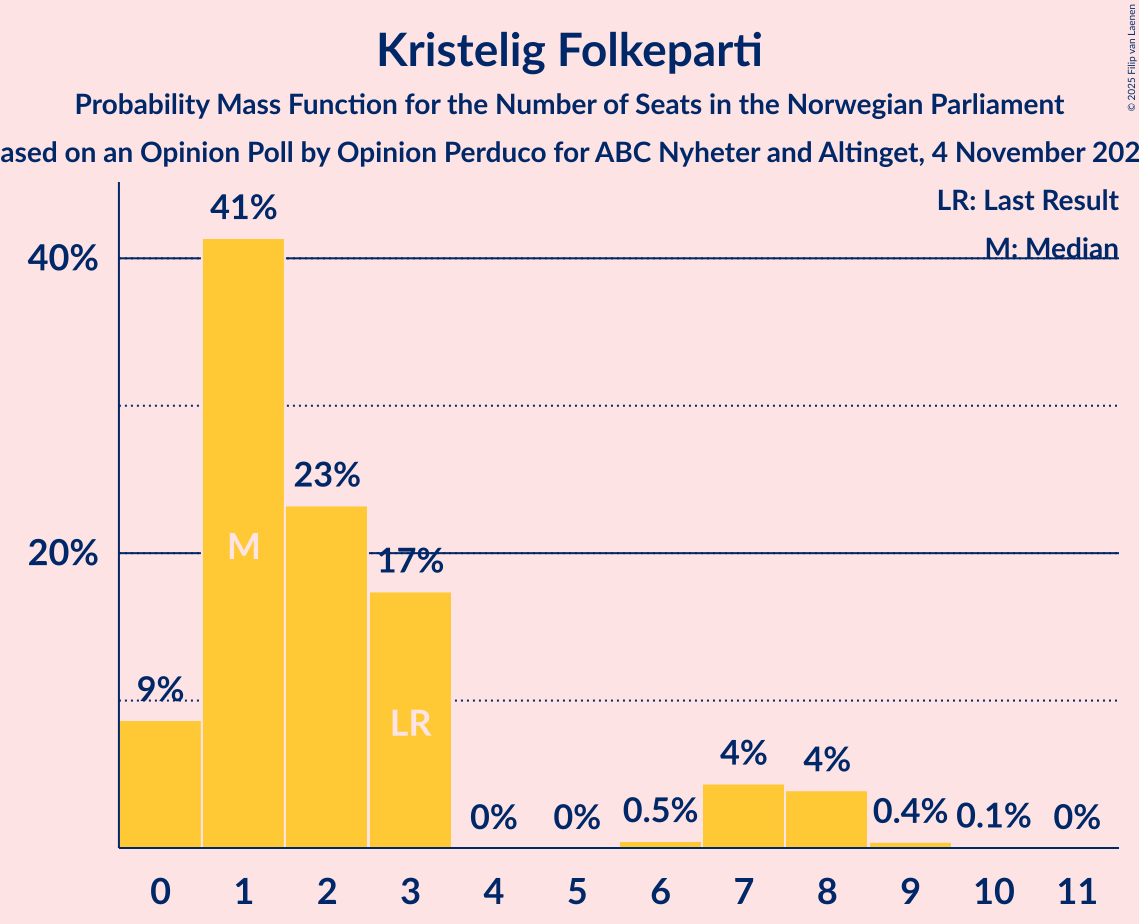 Kristelig Folkeparti
Probability Mass Function for the Number of Seats in the Norwegian Parliament
ased on an Opinion Poll by Opinion Perduco for ABC Nyheter and Altinget, 4 November 202
© 2025 Filip van Laenen
LR: Last Result
M: Median
40%
20%
9%
41%
23%
17%
0%
0%
0.5%
4%
4%
0.4%
0.1%
0%
M
LR
0 1 2 3 4 5 6 7 8 9 10 11